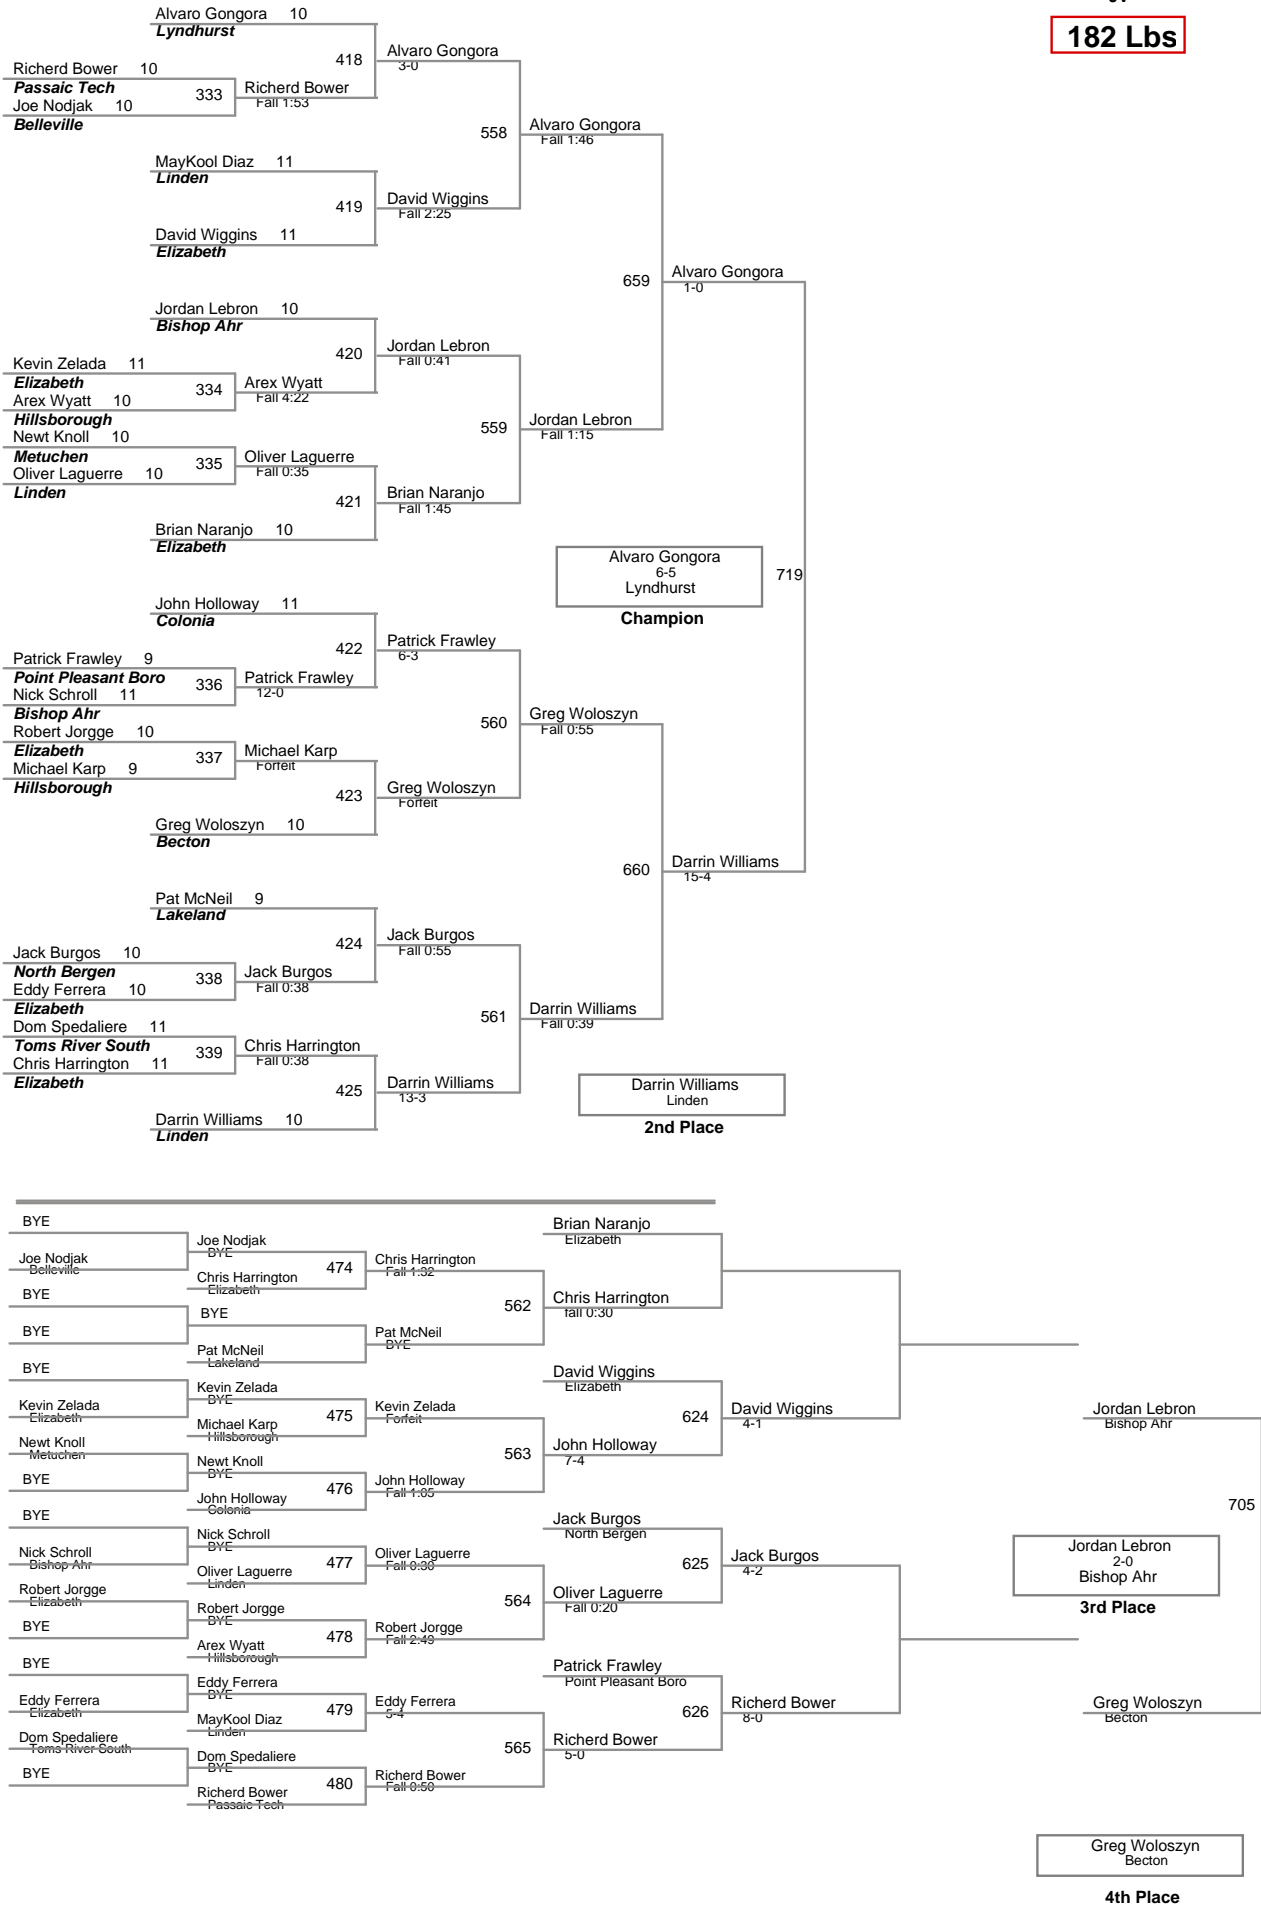 182 Lbs
Alvaro Gongora 10
Lyndhurst
418
Alvaro Gongora
3-0
Richerd Bower 10
Passaic Tech
333
Richerd Bower
Fall 1:53
Joe Nodjak 10
Belleville
558
Alvaro Gongora
Fall 1:46
MayKool Diaz 11
Linden
419
David Wiggins
Fall 2:25
David Wiggins 11
Elizabeth
659
Alvaro Gongora
1-0
Jordan Lebron 10
Bishop Ahr
420
Jordan Lebron
Fall 0:41
Kevin Zelada 11
Elizabeth
334
Arex Wyatt
Fall 4:22
Arex Wyatt 10
Hillsborough
559
Jordan Lebron
Fall 1:15
Newt Knoll 10
Metuchen
335
Oliver Laguerre
Fall 0:35
Oliver Laguerre 10
Linden
421
Brian Naranjo
Fall 1:45
Brian Naranjo 10
Elizabeth
Alvaro Gongora
6-5
Lyndhurst
Champion
719
John Holloway 11
Colonia
422
Patrick Frawley
6-3
Patrick Frawley 9
Point Pleasant Boro
336
Patrick Frawley
12-0
Nick Schroll 11
Bishop Ahr
560
Greg Woloszyn
Fall 0:55
Robert Jorgge 10
Elizabeth
337
Michael Karp
Forfeit
Michael Karp 9
Hillsborough
423
Greg Woloszyn
Forfeit
Greg Woloszyn 10
Becton
660
Darrin Williams
15-4
Pat McNeil 9
Lakeland
424
Jack Burgos
Fall 0:55
Jack Burgos 10
North Bergen
338
Jack Burgos
Fall 0:38
Eddy Ferrera 10
Elizabeth
561
Darrin Williams
Fall 0:39
Dom Spedaliere 11
Toms River South
339
Chris Harrington
Fall 0:38
Chris Harrington 11
Elizabeth
425
Darrin Williams
13-3
Darrin Williams 10
Linden
Darrin Williams
Linden
2nd Place
BYE
Joe Nodjak
Belleville
BYE
BYE
BYE
Kevin Zelada
Elizabeth
Newt Knoll
Metuchen
BYE
BYE
Nick Schroll
Bishop Ahr
Robert Jorgge
Elizabeth
BYE
BYE
Eddy Ferrera
Elizabeth
Dom Spedaliere
Toms River South
BYE
Joe Nodjak
BYE
474
Chris Harrington
Elizabeth
BYE
Pat McNeil
Lakeland
Kevin Zelada
BYE
475
Michael Karp
Hillsborough
Newt Knoll
BYE
476
John Holloway
Colonia
Nick Schroll
BYE
477
Oliver Laguerre
Linden
Robert Jorgge
BYE
478
Arex Wyatt
Hillsborough
Eddy Ferrera
BYE
479
MayKool Diaz
Linden
Dom Spedaliere
BYE
480
Richerd Bower
Passaic Tech
Chris Harrington
Fall 1:32
562
Pat McNeil
BYE
Kevin Zelada
Forfeit
563
John Holloway
Fall 1:05
Oliver Laguerre
Fall 0:30
564
Robert Jorgge
Fall 2:49
Eddy Ferrera
5-4
565
Richerd Bower
Fall 0:50
Brian Naranjo
Elizabeth
Chris Harrington
fall 0:30
David Wiggins
Elizabeth
624
John Holloway
7-4
Jack Burgos
North Bergen
625
Oliver Laguerre
Fall 0:20
Patrick Frawley
Point Pleasant Boro
626
Richerd Bower
5-0
David Wiggins
4-1
Jack Burgos
4-2
Richerd Bower
8-0
Jordan Lebron
Bishop Ahr
705
Jordan Lebron
2-0
Bishop Ahr
3rd Place
Greg Woloszyn
Becton
Greg Woloszyn
Becton
4th Place